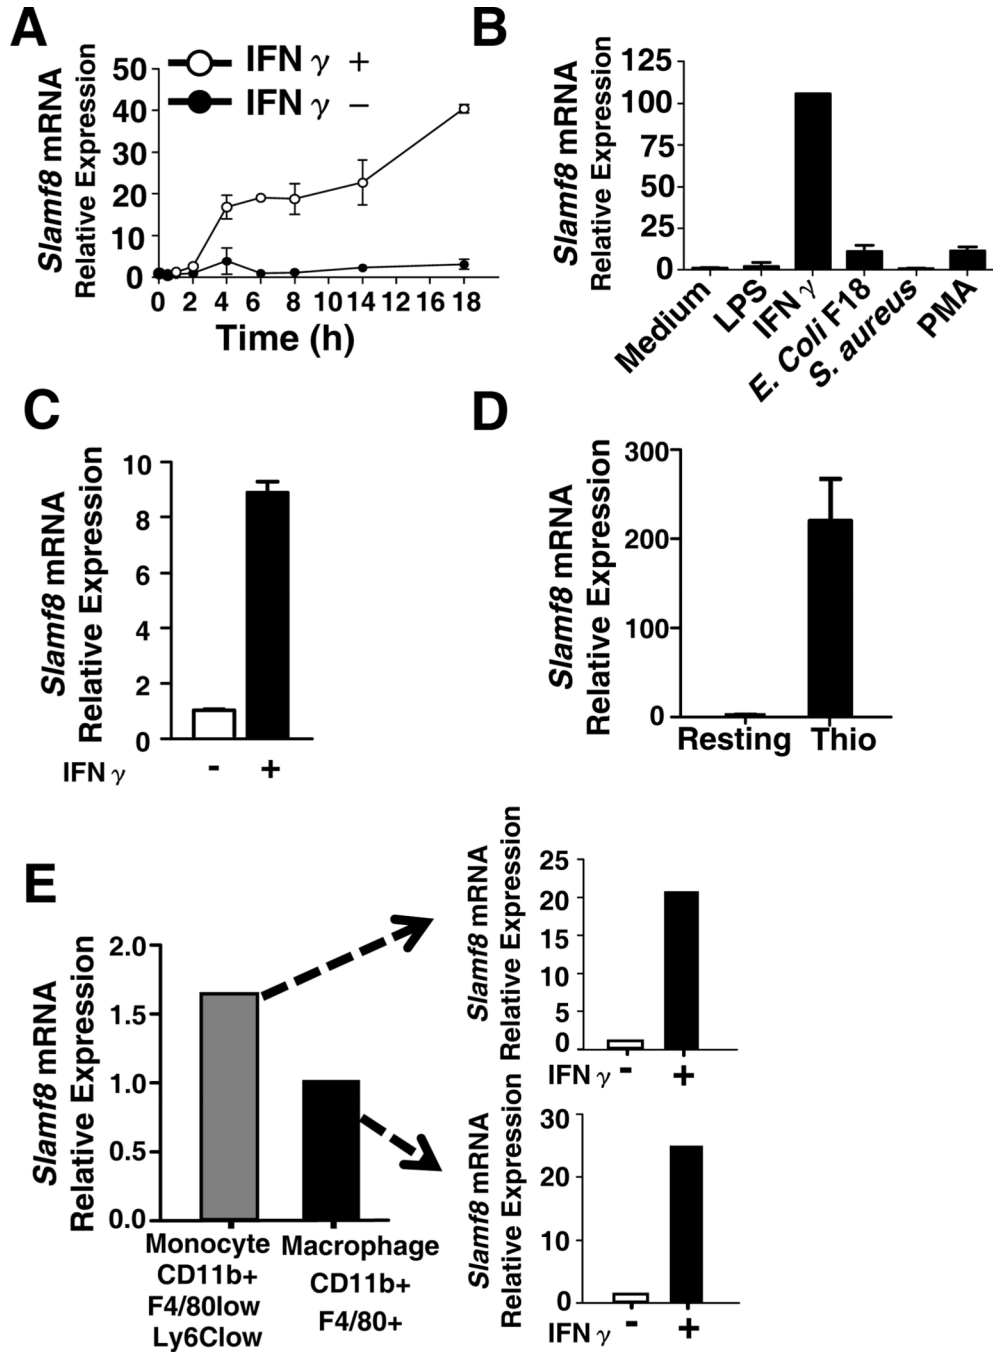 A
Slamf8 mRNA
Relative Expression
50
40
30
20
10
0
IFN γ +
IFN γ −
0 2 4 6 8 10 14 12 16 18
Time (h)
B
Slamf8 mRNA
Relative Expression
125
100
75
50
25
0
Medium
LPS
IFN γ
E. Coli F18
S. aureus
PMA
C
Slamf8 mRNA
Relative Expression
10
8
6
4
2
0
IFN γ - +
D
Slamf8 mRNA
Relative Expression
300
200
100
0
Resting Thio
E
Slamf8 mRNA
Relative Expression
2.0
1.5
1.0
0.5
0.0
Monocyte
CD11b+
F4/80low
Ly6Clow
Macrophage
CD11b+
F4/80+
Slamf8 mRNA
Relative Expression
25
20
15
10
5
0
IFN γ - +
Slamf8 mRNA
Relative Expression
30
20
10
0
IFN γ - +